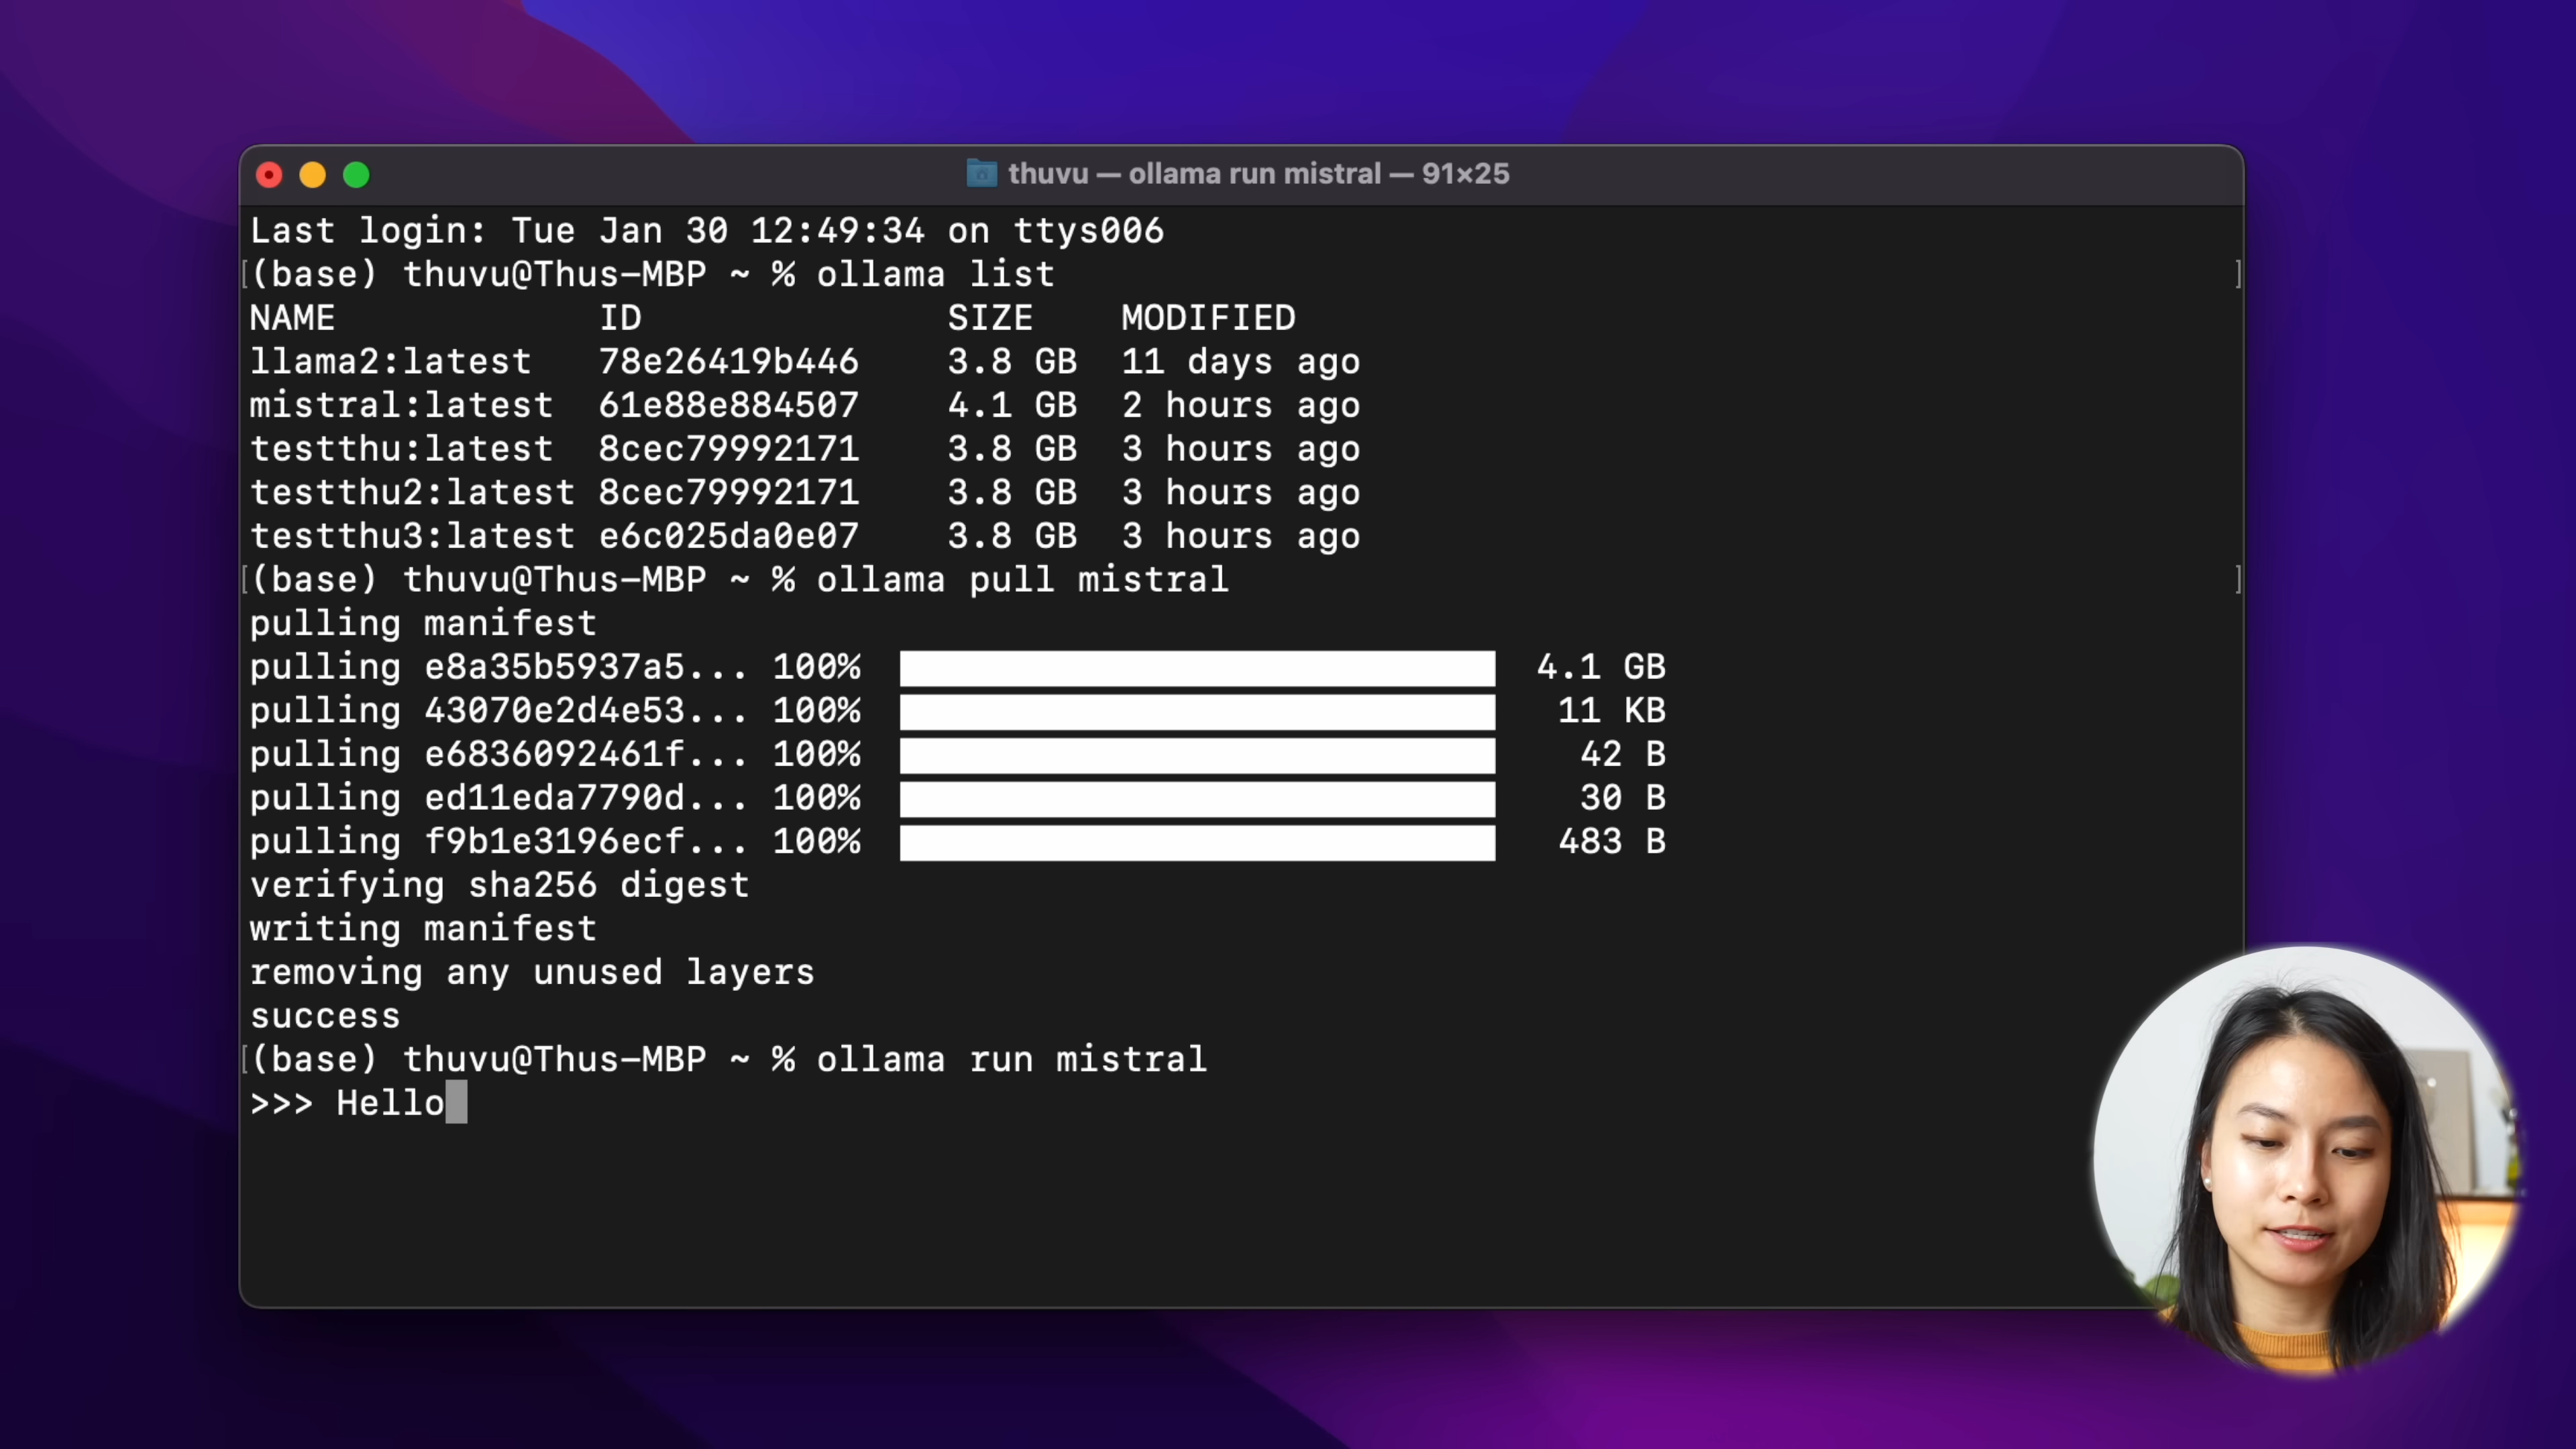 thuvu — ollama run mistral — 91×25
Last login: Tue Jan 30 12:49:34 on ttys006
[(base) thuvu@Thus-MBP ~ % ollama list ]
NAME ID SIZE MODIFIED
llama2:latest 78e26419b446 3.8 GB 11 days ago
mistral:latest 61e88e884507 4.1 GB 2 hours ago
testthu:latest 8cec79992171 3.8 GB 3 hours ago
testthu2:latest 8cec79992171 3.8 GB 3 hours ago
testthu3:latest e6c025da0e07 3.8 GB 3 hours ago
[(base) thuvu@Thus-MBP ~ % ollama pull mistral ]
pulling manifest
pulling e8a35b5937a5... 100% 4.1 GB
pulling 43070e2d4e53... 100% 11 KB
pulling e6836092461f... 100% 42 B
pulling ed11eda7790d... 100% 30 B
pulling f9b1e3196ecf... 100% 483 B
verifying sha256 digest
writing manifest
removing any unused layers
success
[(base) thuvu@Thus-MBP ~ % ollama run mistral
>>> Hello